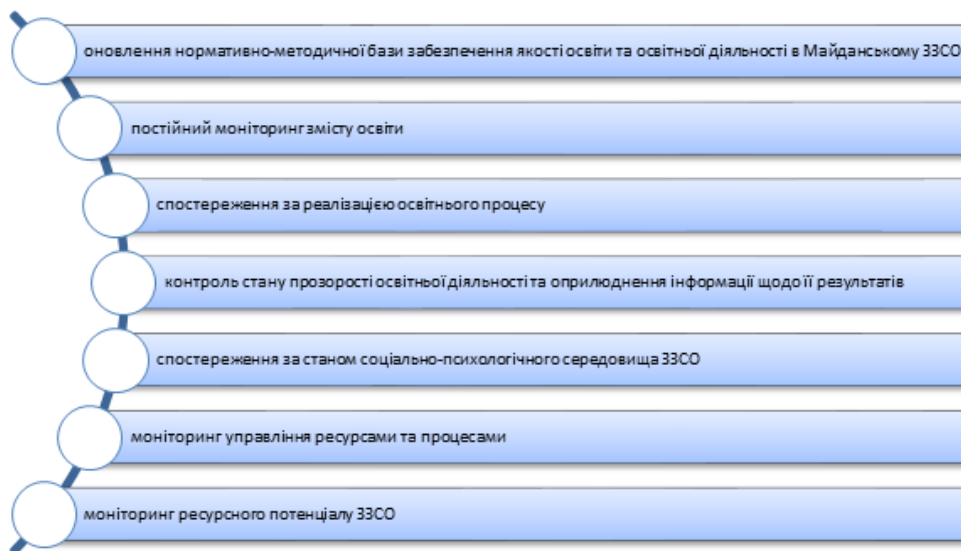 оновлення нормативно-методичної бази забезпечення якості освіти та освітньої діяльності в Майданському ЗЗСО
постійний моніторинг змісту освіти
спостереження за реалізацією освітнього процесу
контроль стану прозорості освітньої діяльності та оприлюднення інформації щодо її результатів
спостереження за станом соціально-психологічного середовища ЗЗСО
моніторинг управління ресурсами та процесами
моніторинг ресурсного потенціалу ЗЗСО